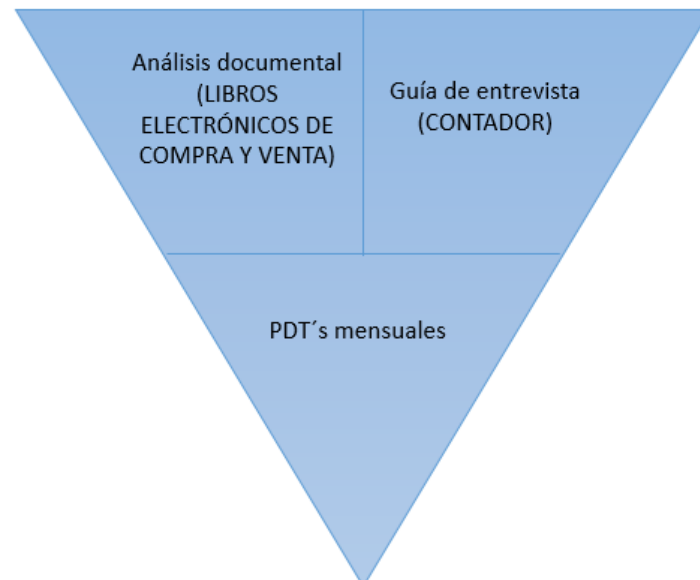 Análisis documental
(LIBROS
ELECTRÓNICOS DE
COMPRA Y VENTA)
Guía de entrevista
(CONTADOR)
PDT´s mensuales